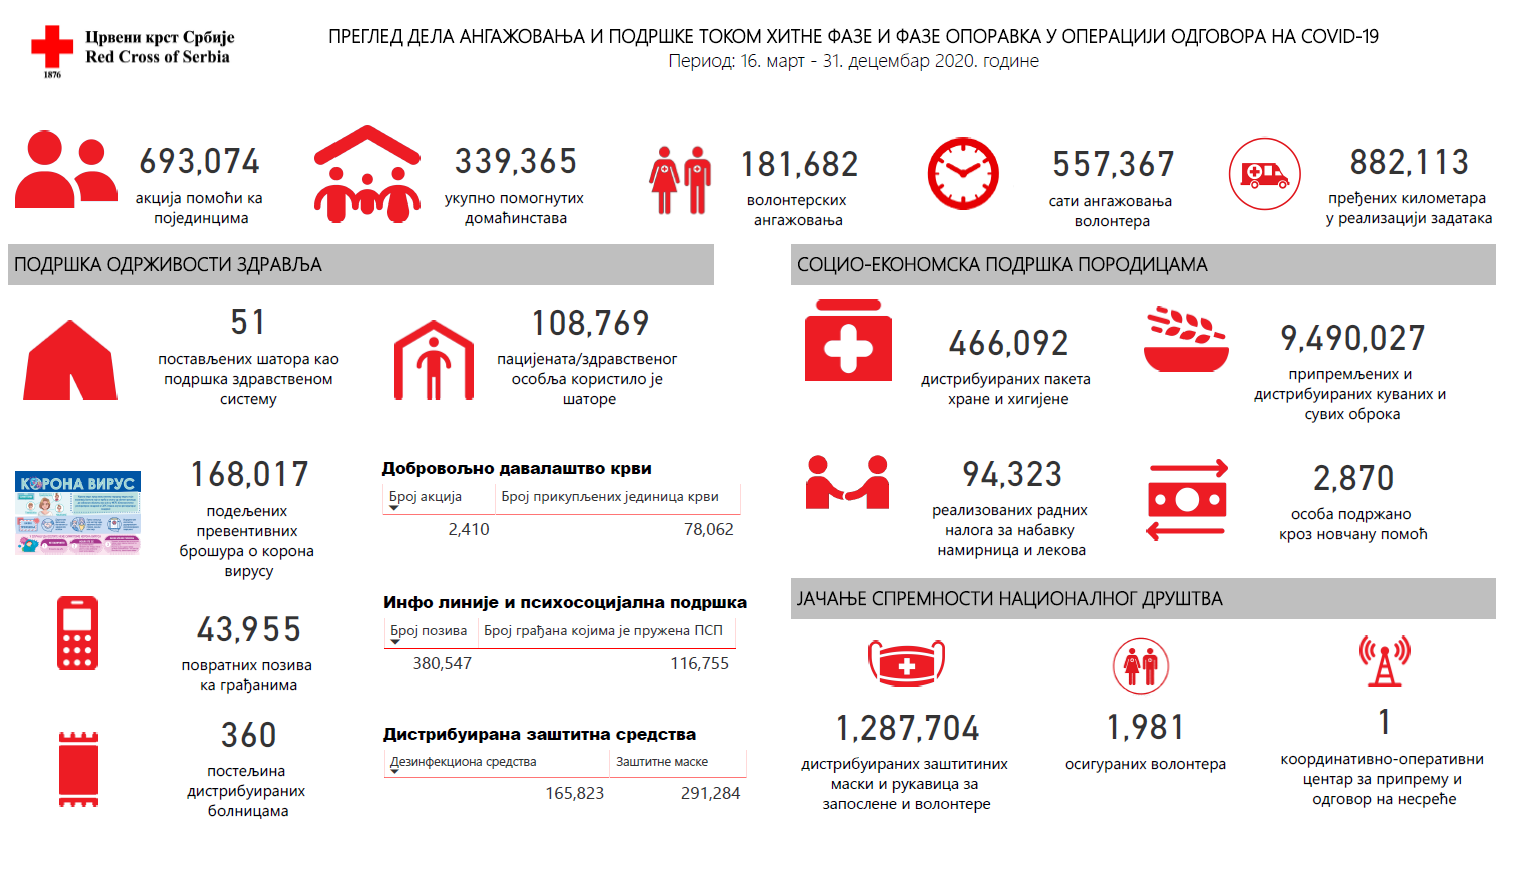 Црвени крст Србије
Red Cross of Serbia
1876
ПРЕГЛЕД ДЕЛА АНГАЖОВАЊА И ПОДРШКЕ ТОКОМ ХИТНЕ ФАЗЕ И ФАЗЕ ОПОРАВКА У ОПЕРАЦИЈИ ОДГОВОРА НА COVID-19
Период: 16. март - 31. децембар 2020. године
693,074
акција помоћи ка
појединцима
339,365
укупно помогнутих
домаћинстава
181,682
волонтерских
ангажовања
557,367
сати ангажовања
волонтера
882,113
пређених километара
у реализацији задатака
ПОДРШКА ОДРЖИВОСТИ ЗДРАВЉА
51
постављених шатора као
подршка здравственом
систему
108,769
пацијената/здравственог
особља користило је
шаторе
КОРОНА ВИРУС
168,017
подељених
превентивних
брошура о корона
вирусу
Добровољно давалаштво крви
Број акција Број прикупљених јединица крви
2,410 78,062
43,955
повратних позива
ка грађанима
Инфо линије и психосоцијална подршка
Број позива Број грађана којима је пружена ПСП
380,547 116,755
360
постељина
дистрибуираних
болницама
Дистрибуирана заштитна средства
Дезинфекциона средства Заштитне маске
165,823 291,284
СОЦИО-ЕКОНОМСКА ПОДРШКА ПОРОДИЦАМА
466,092
дистрибуираних пакета
хране и хигијене
9,490,027
припремљених и
дистрибуираних куваних и
сувих оброка
94,323
реализованих радних
налога за набавку
намирница и лекова
2,870
особа подржано
кроз новчану помоћ
ЈАЧАЊЕ СПРЕМНОСТИ НАЦИОНАЛНОГ ДРУШТВА
1,287,704
дистрибуираних заштитиних
маски и рукавица за
запослене и волонтере
1,981
осигураних волонтера
1
координативно-оперативни
центар за припрему и
одговор на несреће